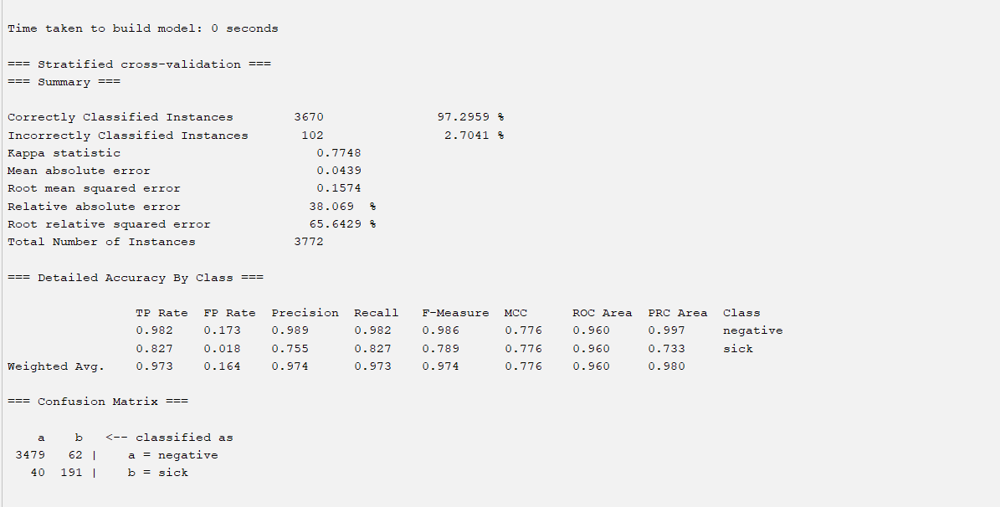 Time taken to build model: 0 seconds
=== Stratified cross-validation ===
=== Summary ===
Correctly Classified Instances        3670               97.2959 %
Incorrectly Classified Instances       102                2.7041 %
Kappa statistic                          0.7748
Mean absolute error                      0.0439
Root mean squared error                  0.1574
Relative absolute error                 38.069  %
Root relative squared error             65.6429 %
Total Number of Instances             3772
=== Detailed Accuracy By Class ===
                 TP Rate  FP Rate  Precision  Recall   F-Measure  MCC      ROC Area  PRC Area  Class
                 0.982    0.173    0.989      0.982    0.986      0.776    0.960     0.997     negative
                 0.827    0.018    0.755      0.827    0.789      0.776    0.960     0.733     sick
Weighted Avg.    0.973    0.164    0.974      0.973    0.974      0.776    0.960     0.980
=== Confusion Matrix ===
    a    b   <-- classified as
 3479   62 |    a = negative
   40  191 |    b = sick